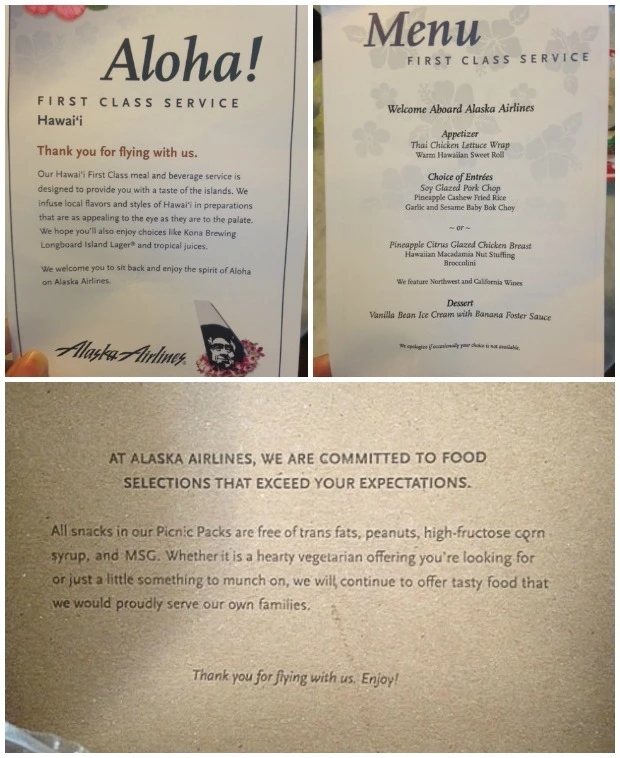 Aloha!
FIRST CLASS SERVICE
Hawai‘i
Thank you for flying with us.
Our Hawai‘i First Class meal and beverage service is
designed to provide you with a taste of the islands. We
infuse local flavors and styles of Hawai‘i in preparations
that are as appealing to the eye as they are to the palate.
We hope you'll also enjoy choices like Kona Brewing
Longboard Island Lager® and tropical juices.
We welcome you to sit back and enjoy the spirit of Aloha
on Alaska Airlines.
Alaska Airlines®
Menu
FIRST CLASS SERVICE
Welcome Aboard Alaska Airlines
Appetizer
Thai Chicken Lettuce Wrap
Warm Hawaiian Sweet Roll
Choice of Entrées
Soy Glazed Pork Chop
Pineapple Cashew Fried Rice
Garlic and Sesame Baby Bok Choy
– or –
Pineapple Citrus Glazed Chicken Breast
Hawaiian Macadamia Nut Stuffing
Broccolini
We feature Northwest and California Wines
Dessert
Vanilla Bean Ice Cream with Banana Foster Sauce
We apologize if occasionally your choice is not available.
AT ALASKA AIRLINES, WE ARE COMMITTED TO FOOD
SELECTIONS THAT EXCEED YOUR EXPECTATIONS.
All snacks in our Picnic Packs are free of trans fats, peanuts, high-fructose corn
syrup, and MSG. Whether it is a hearty vegetarian offering you're looking for
or just a little something to munch on, we will continue to offer tasty food that
we would proudly serve our own families.
Thank you for flying with us. Enjoy!